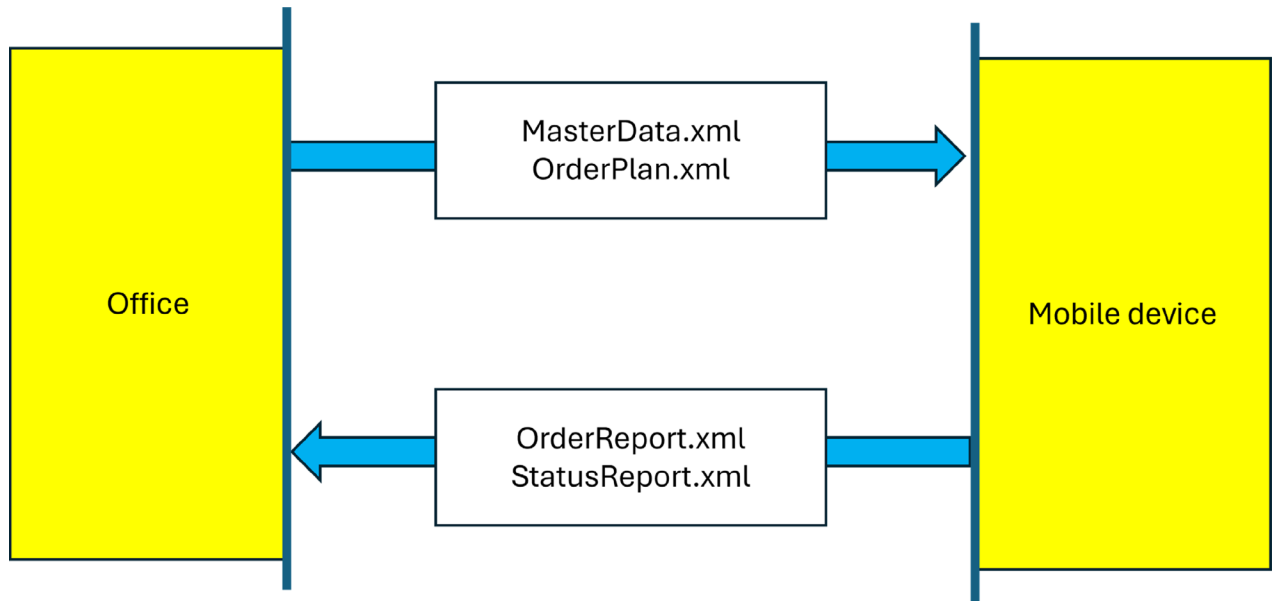 Office
MasterData.xml
OrderPlan.xml
OrderReport.xml
StatusReport.xml
Mobile device